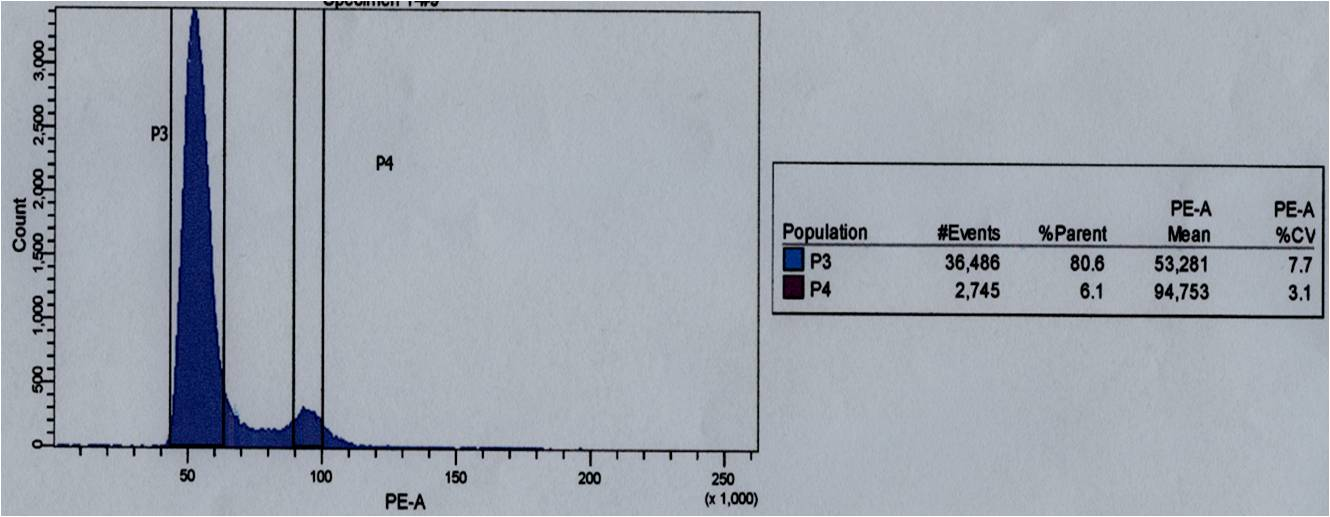 Specimen
3,000
2,500
2,000
1,500
1,000
500
0
Count
P3
P4
50 100 150 200 250
PE-A
(x 1,000)
PE-A PE-A
Population #Events %Parent Mean %CV
P3 36,486 80.6 53,281 7.7
P4 2,745 6.1 94,753 3.1